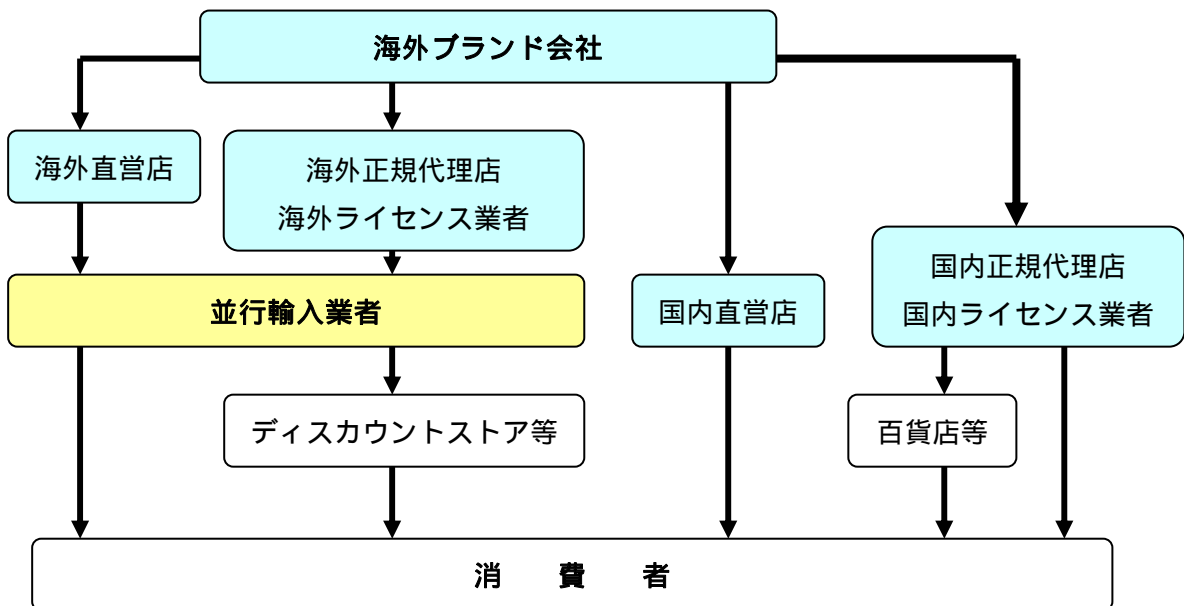 海外ブランド会社
海外直営店
海外正規代理店
海外ライセンス業者
国内正規代理店
国内ライセンス業者
並行輸入業者
国内直営店
ディスカウントストア等
百貨店等
消　費　者